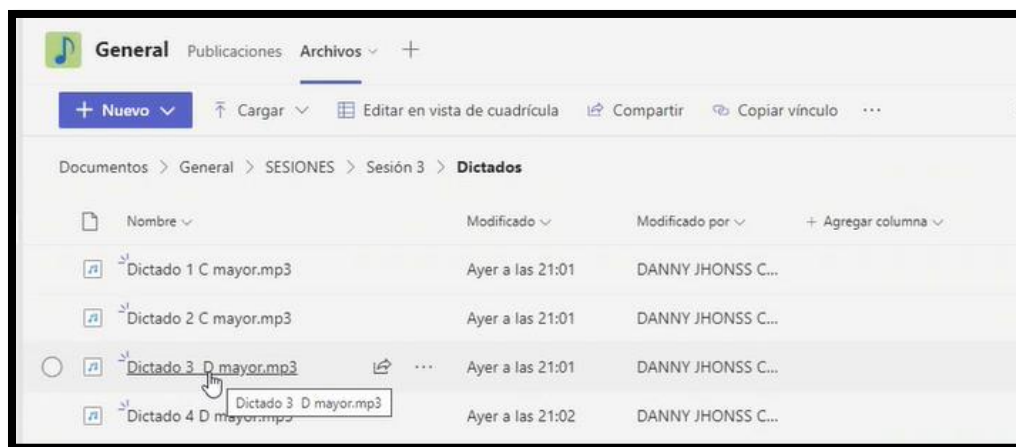 General Publicaciones Archivos
+ Nuevo Cargar Editar en vista de cuadrícula Compartir Copiar vínculo ...
Documentos > General > SESIONES > Sesión 3 > Dictados
Nombre Modificado Modificado por + Agregar columna
Dictado 1 C mayor.mp3 Ayer a las 21:01 DANNY JHONSS C...
Dictado 2 C mayor.mp3 Ayer a las 21:01 DANNY JHONSS C...
Dictado 3 D mayor.mp3 ... Ayer a las 21:01 DANNY JHONSS C...
Dictado 3 D mayor.mp3
Dictado 4 D mayor.mp3 Ayer a las 21:02 DANNY JHONSS C...